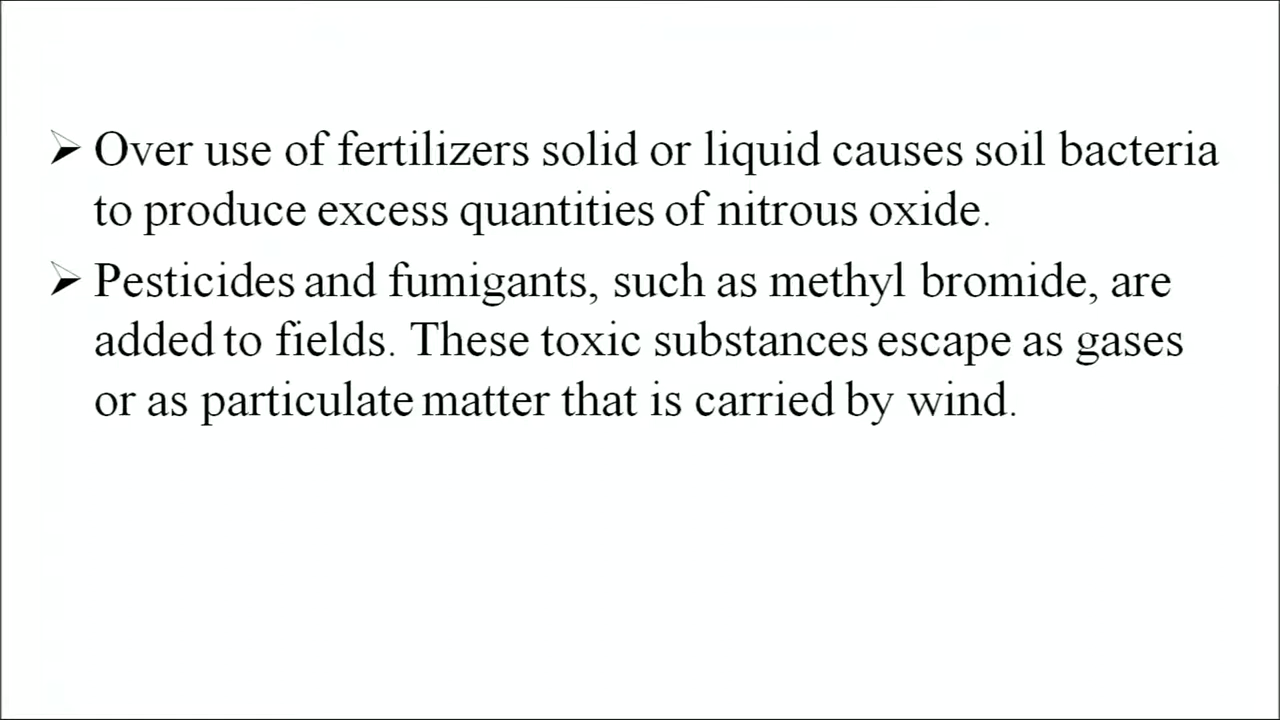 ➢ Over use of fertilizers solid or liquid causes soil bacteria
to produce excess quantities of nitrous oxide.
➢ Pesticides and fumigants, such as methyl bromide, are
added to fields. These toxic substances escape as gases
or as particulate matter that is carried by wind.